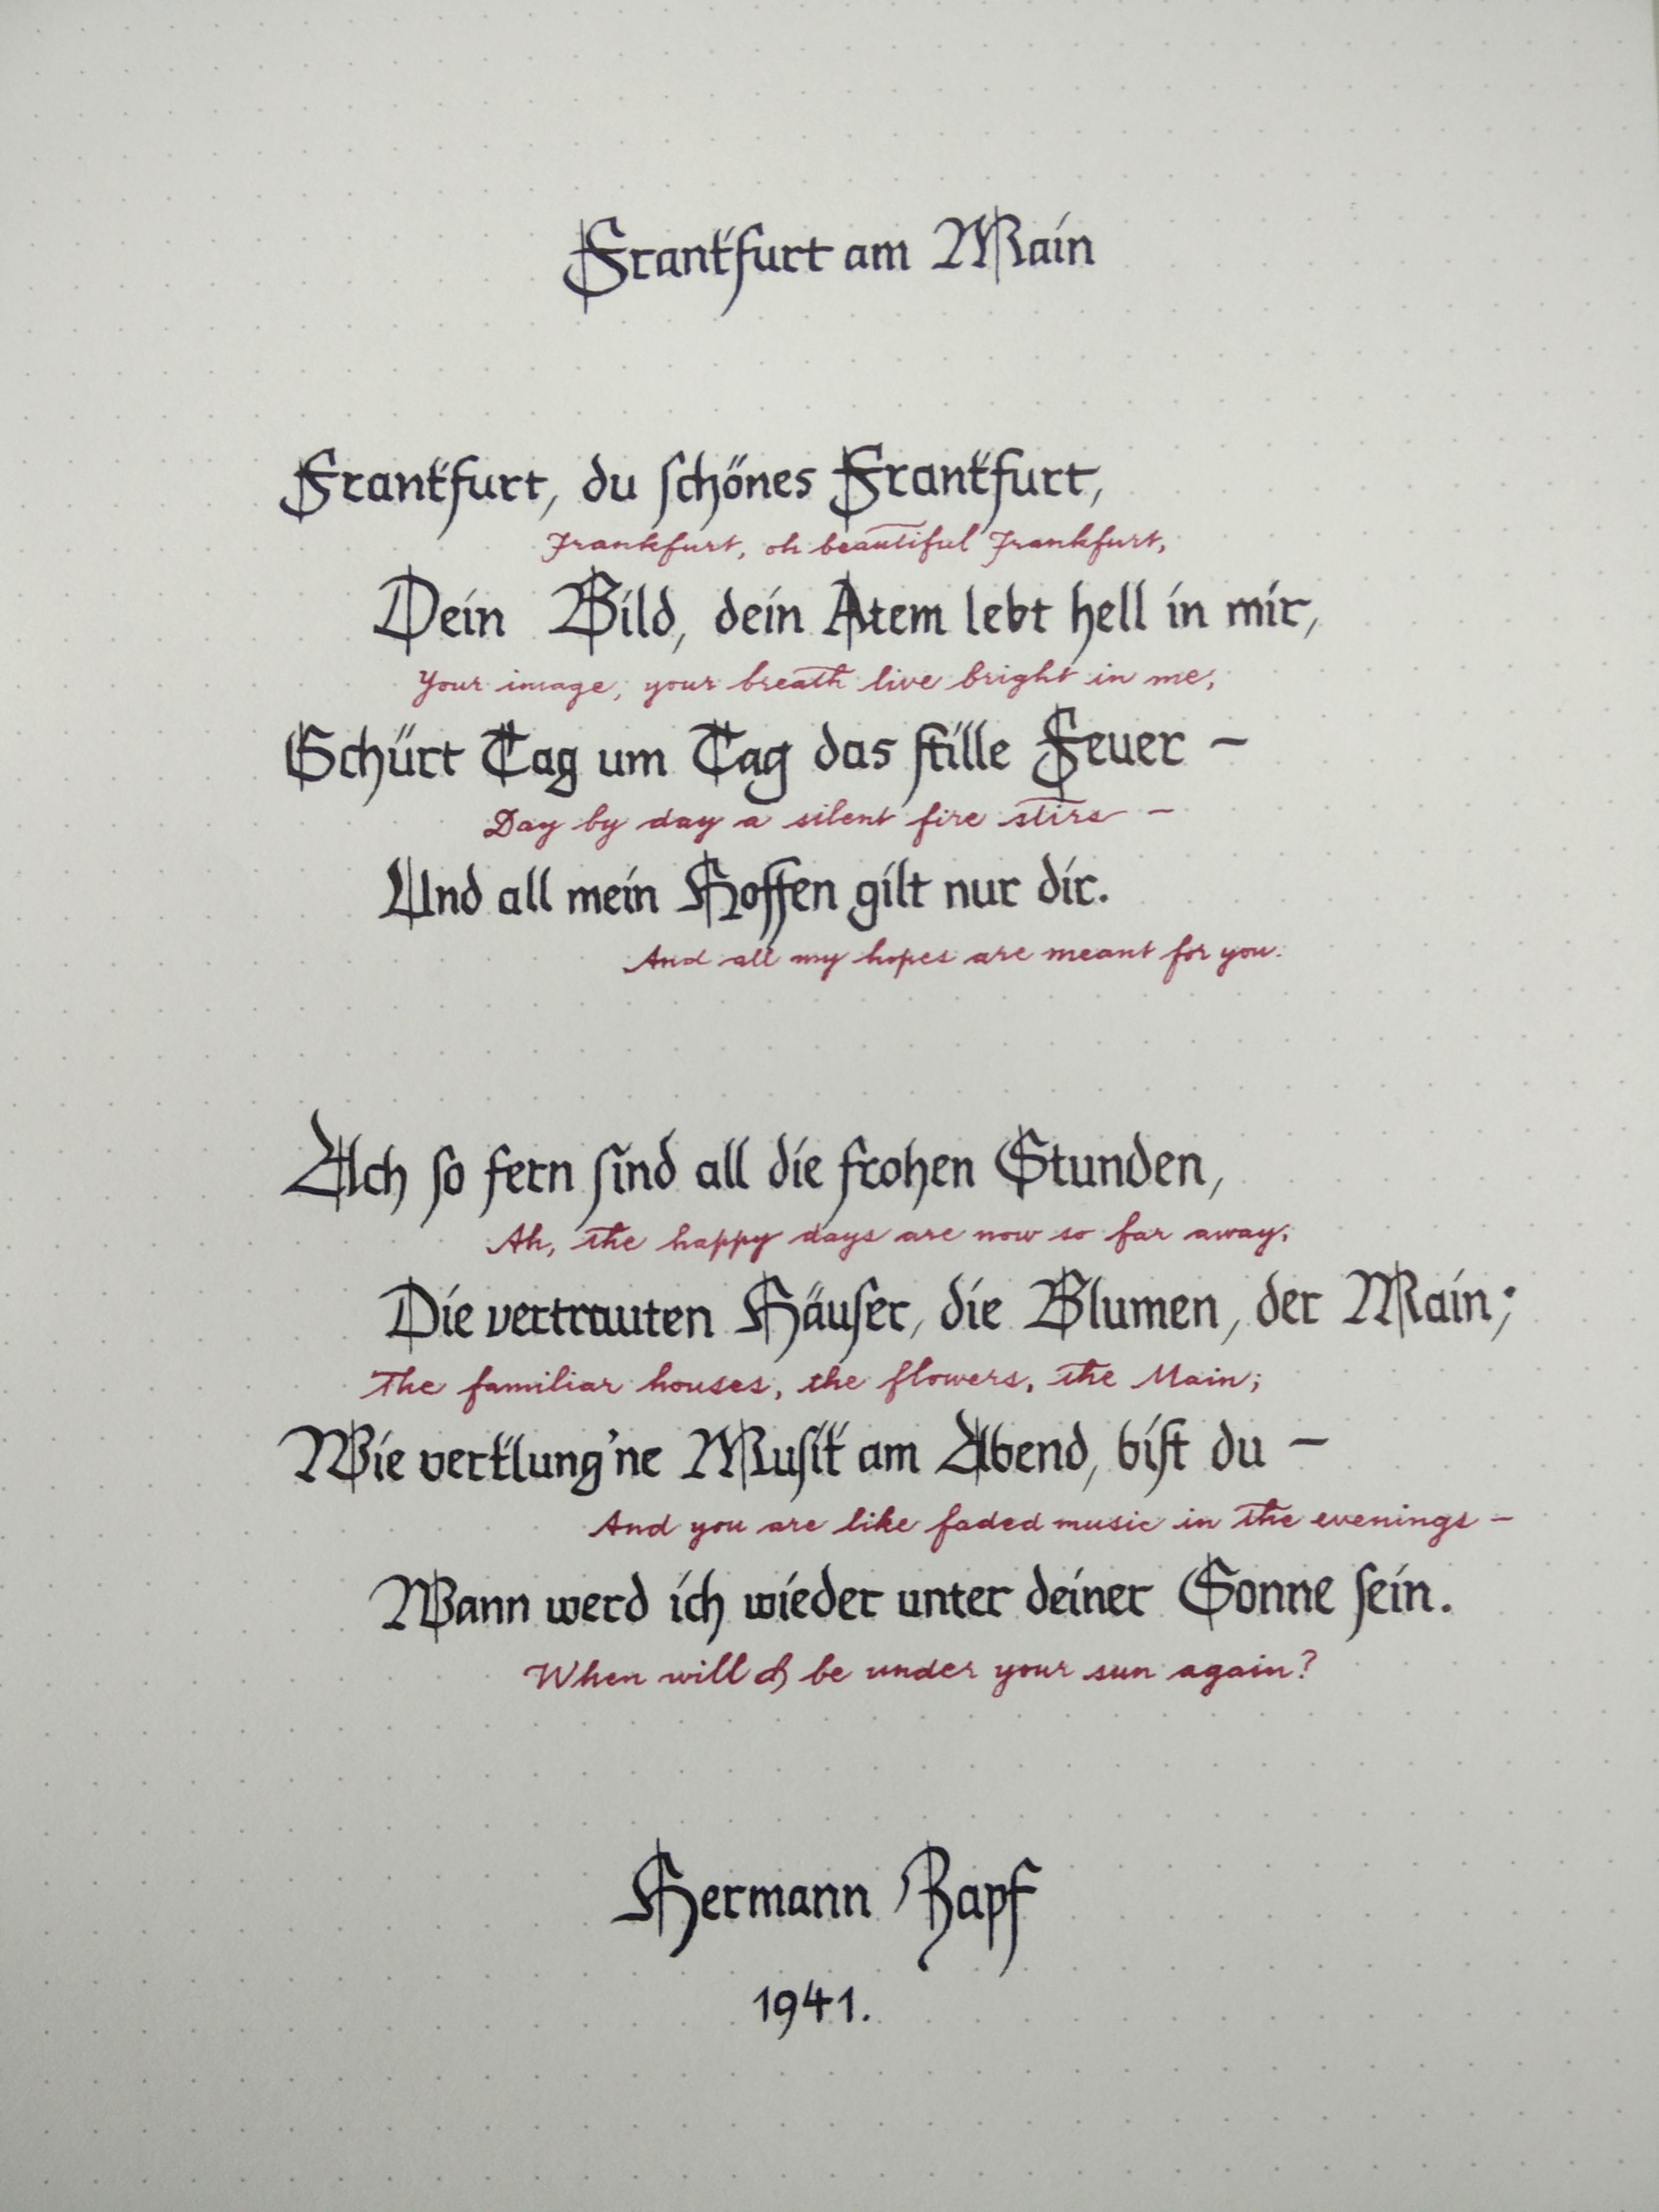 Frankfurt am Main
Frankfurt, du ſchönes Frankfurt,
Frankfurt, oh beautiful Frankfurt,
Dein Bild, dein Atem lebt hell in mir,
Your image, your breath live bright in me;
Schürt Tag um Tag das ſtille Feuer –
Day by day a silent fire stirs –
Und all mein Hoffen gilt nur dir.
And all my hopes are meant for you.
Ach ſo fern ſind all die frohen Stunden,
Ah, the happy days are now so far away;
Die vertrauten Häuſer, die Blumen, der Main;
The familiar houses, the flowers, the Main;
Wie verklung'ne Muſik am Abend, biſt du –
And you are like faded music in the evenings –
Wann werd ich wieder unter deiner Sonne ſein.
When will I be under your sun again?
Hermann Zapf
1941.